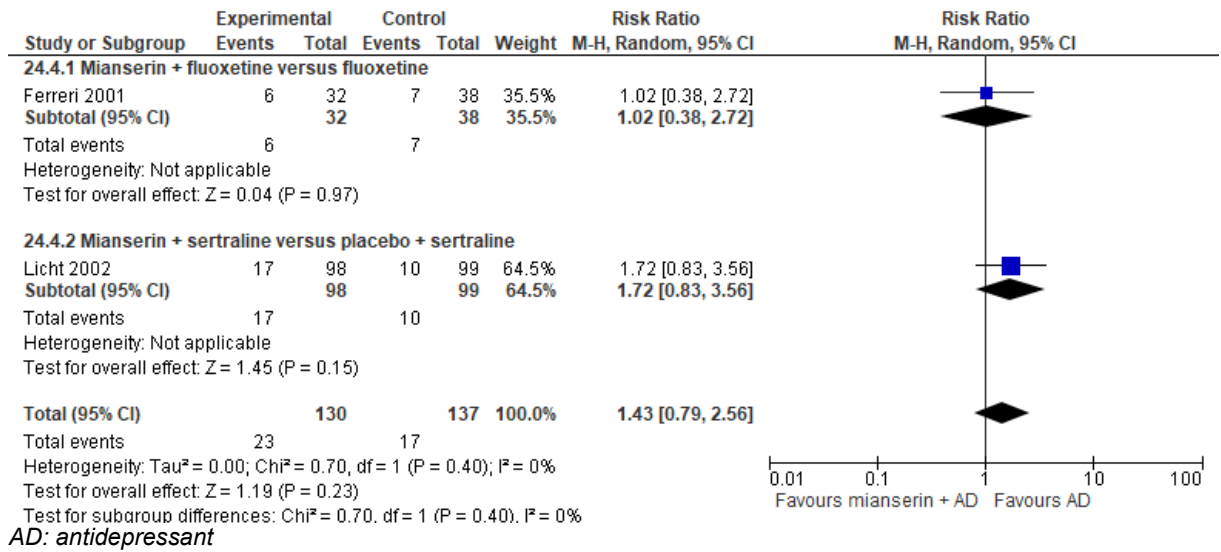 Experimental Control Risk Ratio Risk Ratio
Study or Subgroup Events Total Events Total Weight M-H, Random, 95% CI M-H, Random, 95% CI
24.4.1 Mianserin + fluoxetine versus fluoxetine
Ferreri 2001 6 32 7 38 35.5% 1.02 [0.38, 2.72]
Subtotal (95% CI) 32 38 35.5% 1.02 [0.38, 2.72]
Total events 6 7
Heterogeneity: Not applicable
Test for overall effect: Z = 0.04 (P = 0.97)
24.4.2 Mianserin + sertraline versus placebo + sertraline
Licht 2002 17 98 10 99 64.5% 1.72 [0.83, 3.56]
Subtotal (95% CI) 98 99 64.5% 1.72 [0.83, 3.56]
Total events 17 10
Heterogeneity: Not applicable
Test for overall effect: Z = 1.45 (P = 0.15)
Total (95% CI) 130 137 100.0% 1.43 [0.79, 2.56]
Total events 23 17
Heterogeneity: Tau² = 0.00; Chi² = 0.70, df = 1 (P = 0.40); I² = 0%
Test for overall effect: Z = 1.19 (P = 0.23)
Test for subgroup differences: Chi² = 0.70, df = 1 (P = 0.40), I² = 0%
0.01 0.1 1 10 100
Favours mianserin + AD Favours AD
AD: antidepressant